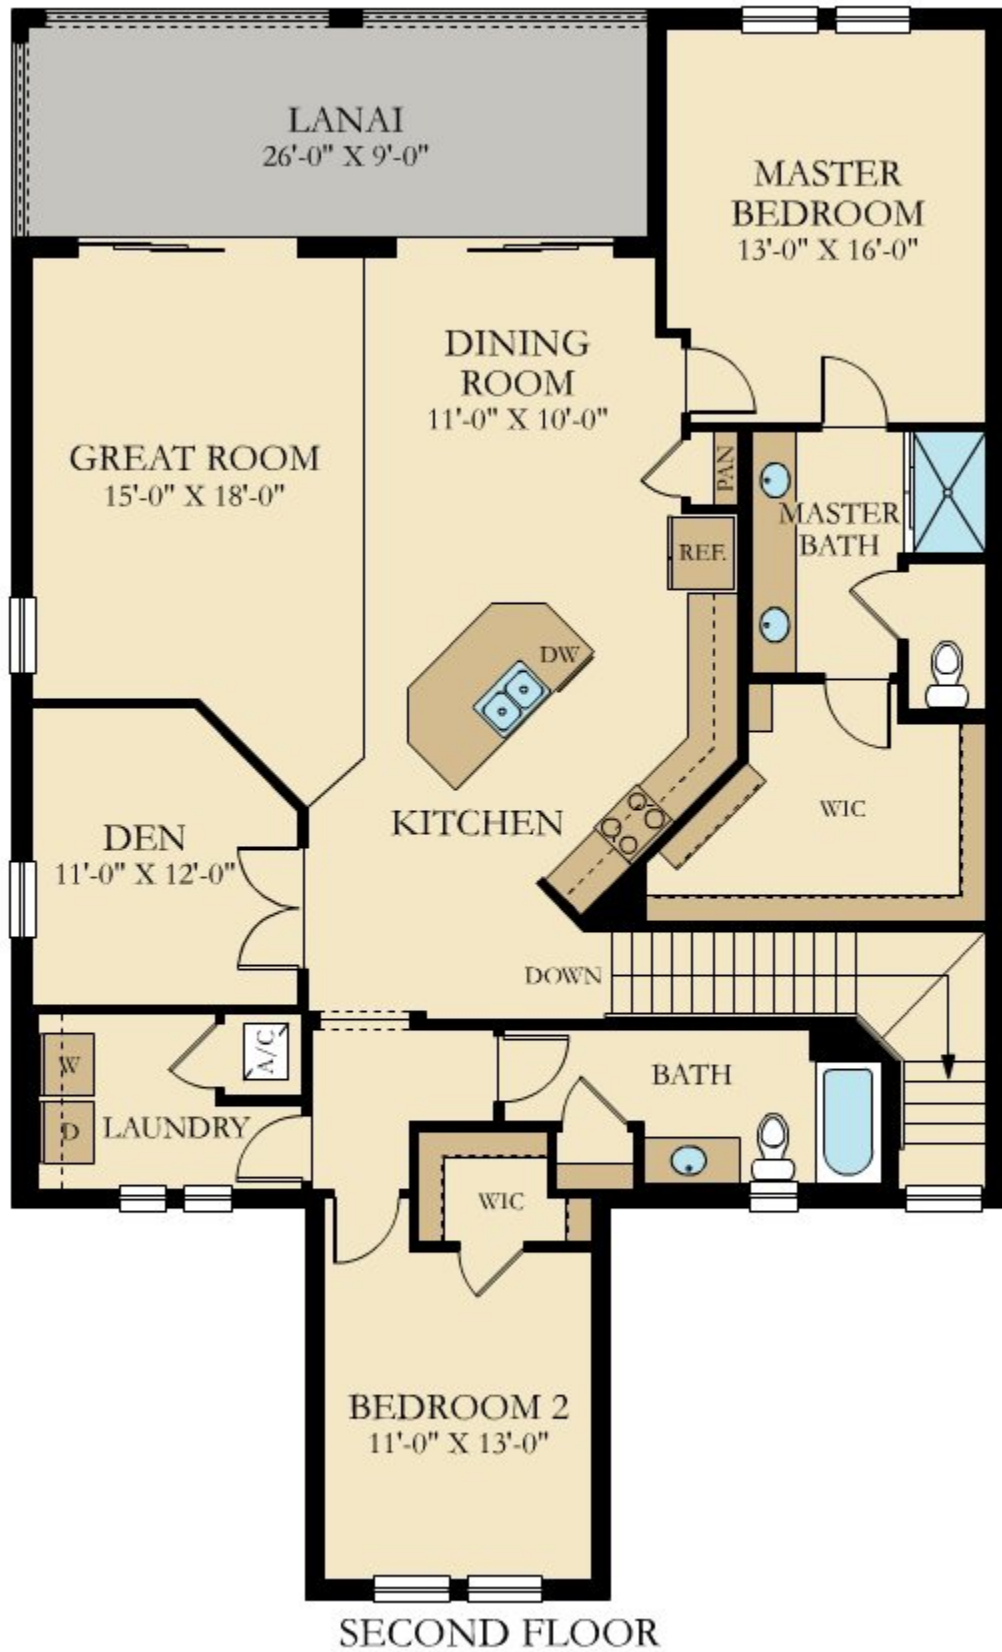 LANAI
26'-0" X 9'-0"
MASTER
BEDROOM
13'-0" X 16'-0"
DINING
ROOM
11'-0" X 10'-0"
GREAT ROOM
15'-0" X 18'-0"
PAN
MASTER
BATH
REF.
DW
KITCHEN
WIC
DEN
11'-0" X 12'-0"
DOWN
A/C
W
BATH
D
LAUNDRY
WIC
BEDROOM 2
11'-0" X 13'-0"
SECOND FLOOR